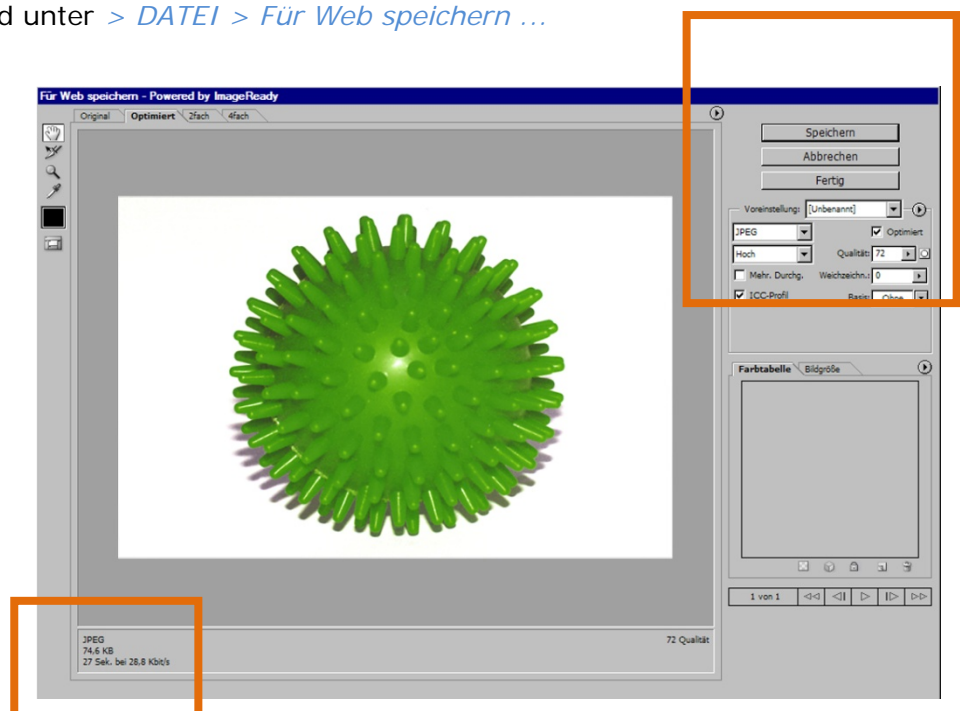 d unter > DATEI > Für Web speichern ...
Für Web speichern - Powered by ImageReady
Original Optimiert 2fach 4fach
Speichern
Abbrechen
Fertig
Voreinstellung: [Unbenannt]
JPEG Optimiert
Hoch Qualität: 72
Mehr. Durchg. Weichzeichn.: 0
ICC-Profil Basis: Ohne
Farbtabelle Bildgröße
1 von 1
JPEG 72 Qualität
74,6 KB
27 Sek. bei 28,8 Kbit/s